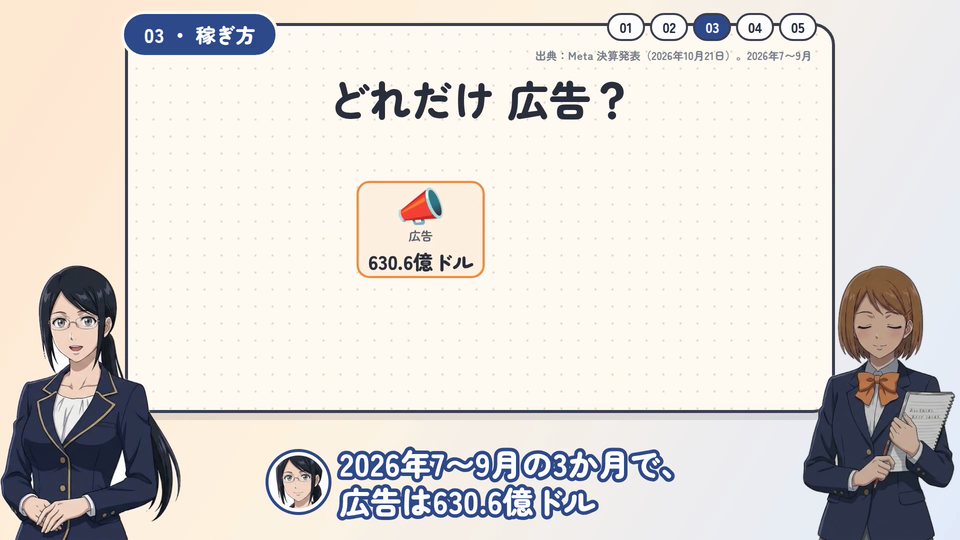 03 ・ 稼ぎ方
01 02 03 04 05
出典：Meta 決算発表（2026年10月21日）。2026年7〜9月
どれだけ 広告？
広告
630.6億ドル
2026年7〜9月の3か月で、
広告は630.6億ドル